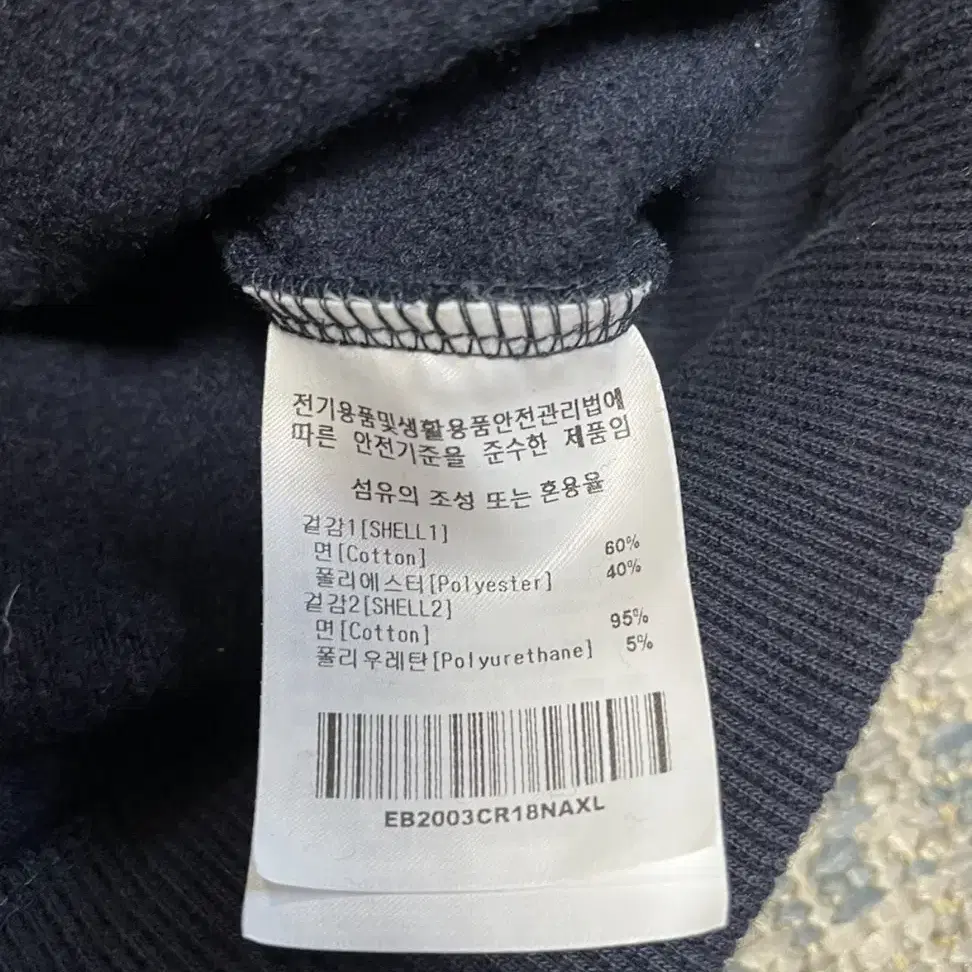 전기용품및생활용품안전관리법에
따른 안전기준을 준수한 제품임
섬유의 조성 또는 혼용율
겉감1[SHELL1]
면[Cotton] 60%
폴리에스터[Polyester] 40%
겉감2[SHELL2]
면[Cotton] 95%
폴리우레탄[Polyurethane] 5%
EB2003CR18NAXL